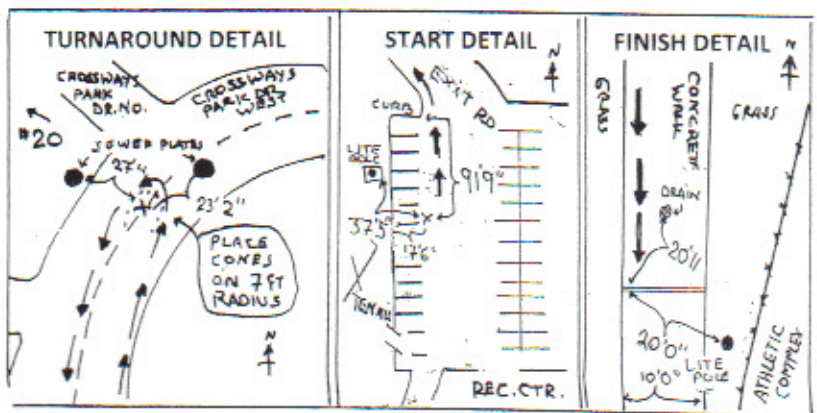 TURNAROUND DETAIL
CROSSWAYS
PARK
DR. NO.
CROSSWAYS
PARK DR
WEST
#20
SEWER PLATES
23'2"
PLACE
CONES
ON 7 FT
RADIUS
N
START DETAIL
N
EXIT RD
CURB
LITE
POLE
91'9"
37'3"
17'6"
REC. CTR.
FINISH DETAIL
N
GRASS
CONCRETE
WALK
GRASS
DRAIN
20'11
20'0"
LITE
POLE
10'0"
ATHLETIC
COMPLEX